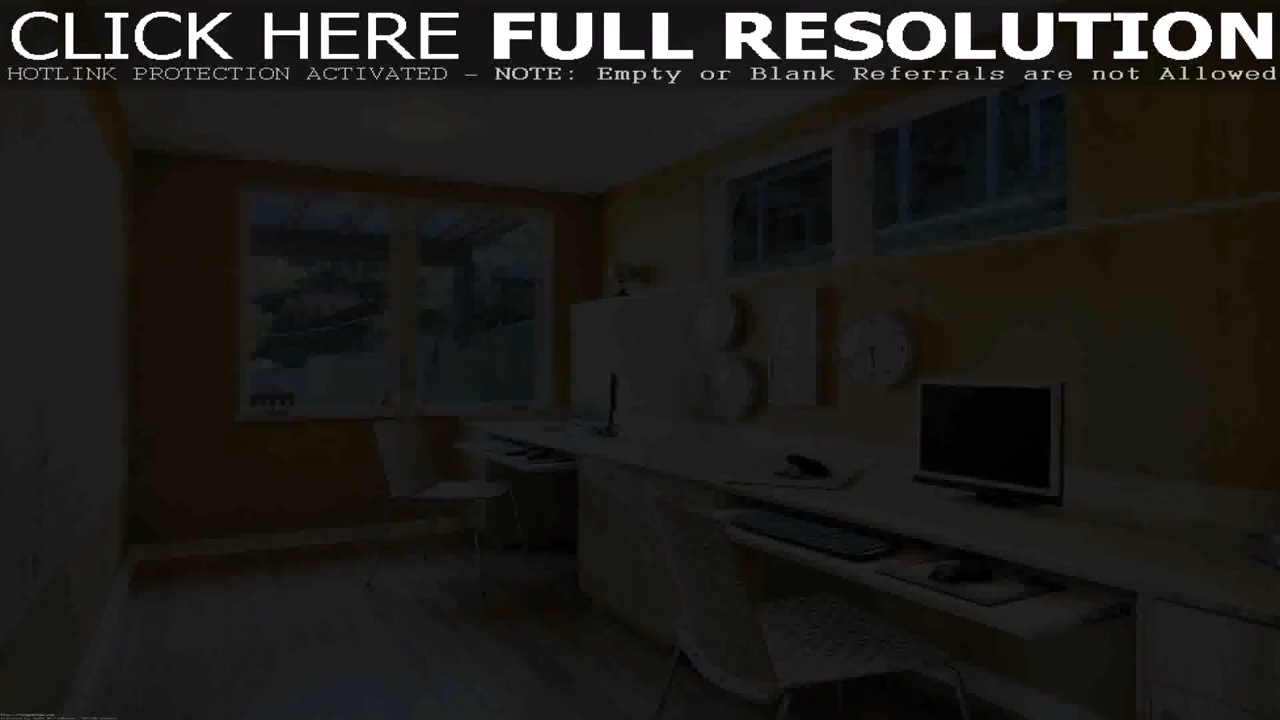 CLICK HERE FULL RESOLUTION
HOTLINK PROTECTION ACTIVATED – NOTE: Empty or Blank Referrals are not Allowed